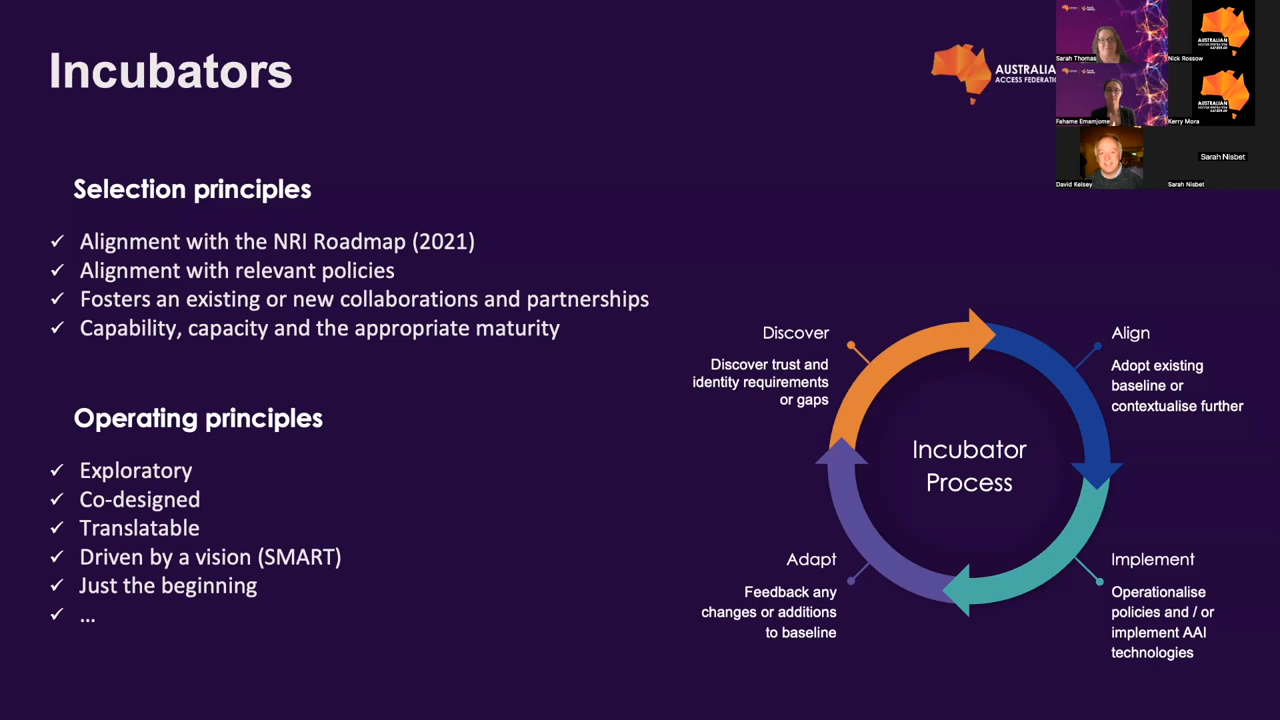 Incubators
AUSTRALIA
ACCESS FEDERATIO
Selection principles
✓ Alignment with the NRI Roadmap (2021)
✓ Alignment with relevant policies
✓ Fosters an existing or new collaborations and partnerships
✓ Capability, capacity and the appropriate maturity
Operating principles
✓ Exploratory
✓ Co-designed
✓ Translatable
✓ Driven by a vision (SMART)
✓ Just the beginning
✓ ...
Discover
Discover trust and
identity requirements
or gaps
Align
Adopt existing
baseline or
contextualise further
Incubator
Process
Adapt
Feedback any
changes or additions
to baseline
Implement
Operationalise
policies and / or
implement AAI
technologies
Sarah Thomas
AUSTRALIAN
Nick Rossow
Fehame Emamjome
AUSTRALIAN
Kerry Mora
David Kelsey
Sarah Nisbet
Sarah Nisbet